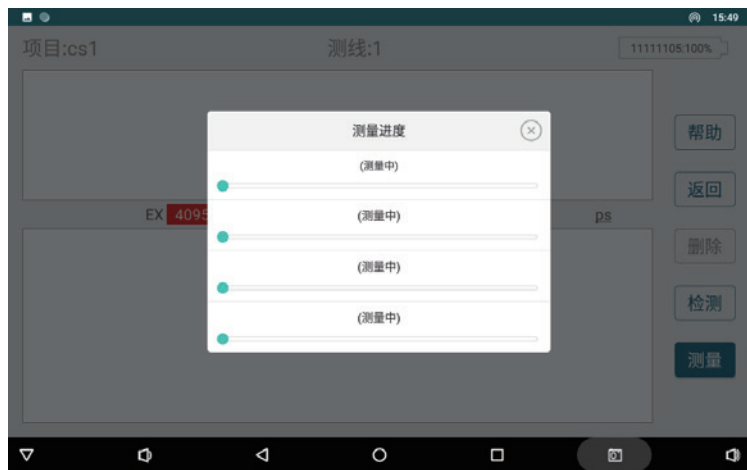 15:49
项目:cs1
测线:1
11111105:100%
测量进度
(测量中)
(测量中)
(测量中)
(测量中)
EX 4095
ps
帮助
返回
删除
检测
测量